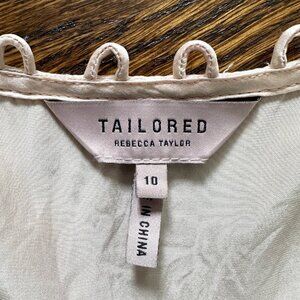 TAILORED
REBECCA TAYLOR
10
IN CHINA